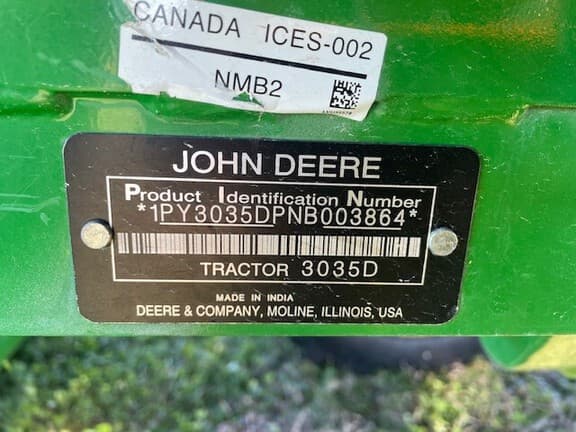 CANADA ICES-002
NMB2
JOHN DEERE
Product Identification Number
*1PY3035DPNB003864*
TRACTOR 3035D
MADE IN INDIA
DEERE & COMPANY, MOLINE, ILLINOIS, USA